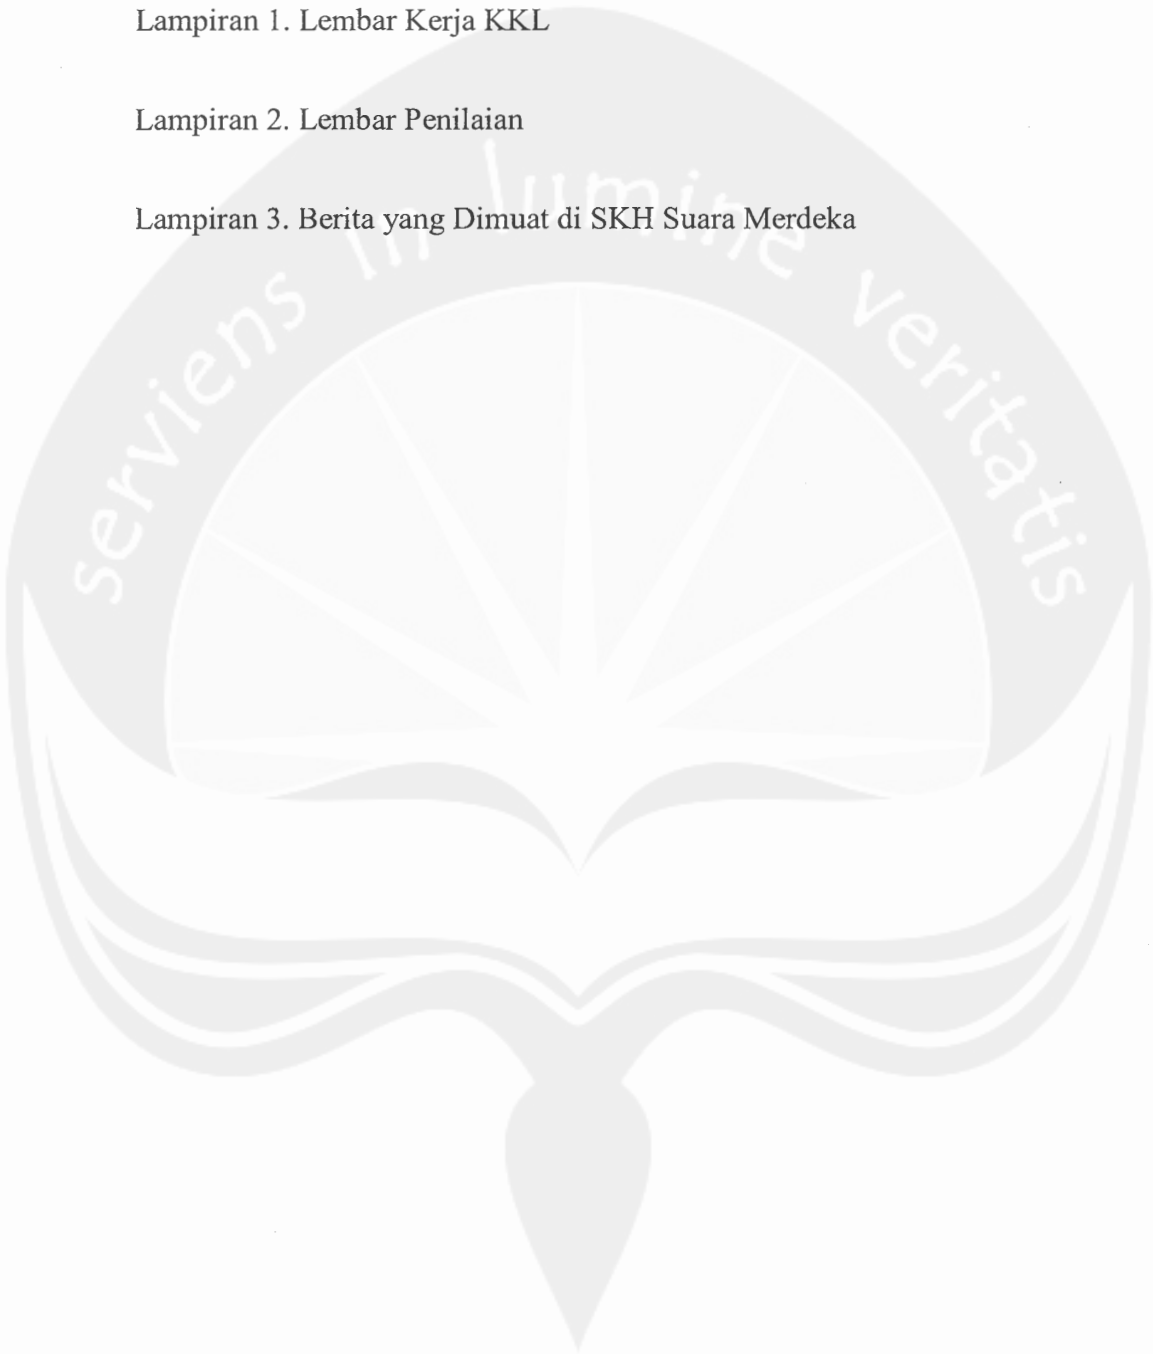 Lampiran 1. Lembar Kerja KKL
Lampiran 2. Lembar Penilaian
Lampiran 3. Berita yang Dimuat di SKH Suara Merdeka
serviens in lumine veritatis